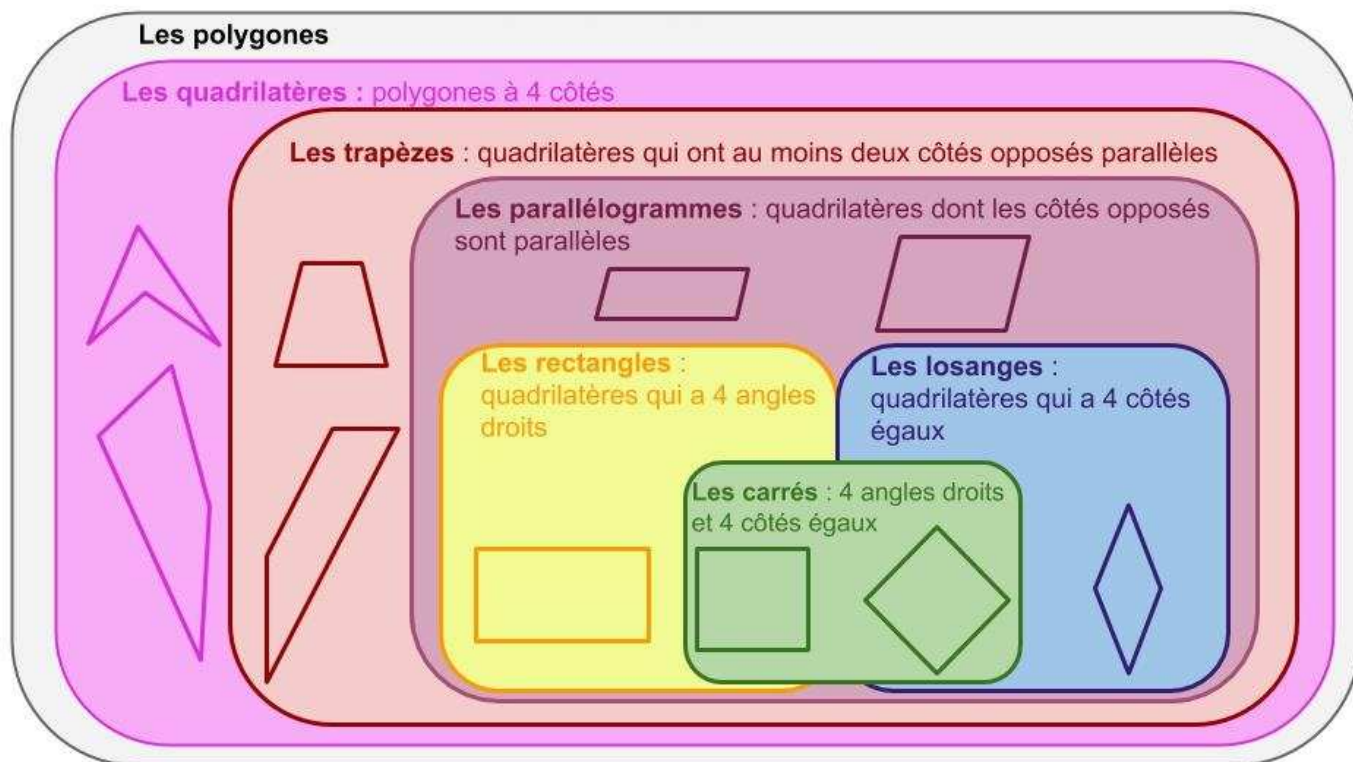 Les polygones
Les quadrilatères : polygones à 4 côtés
Les trapèzes : quadrilatères qui ont au moins deux côtés opposés parallèles
Les parallélogrammes : quadrilatères dont les côtés opposés
sont parallèles
Les rectangles :
quadrilatères qui a 4 angles
droits
Les losanges :
quadrilatères qui a 4 côtés
égaux
Les carrés : 4 angles droits
et 4 côtés égaux